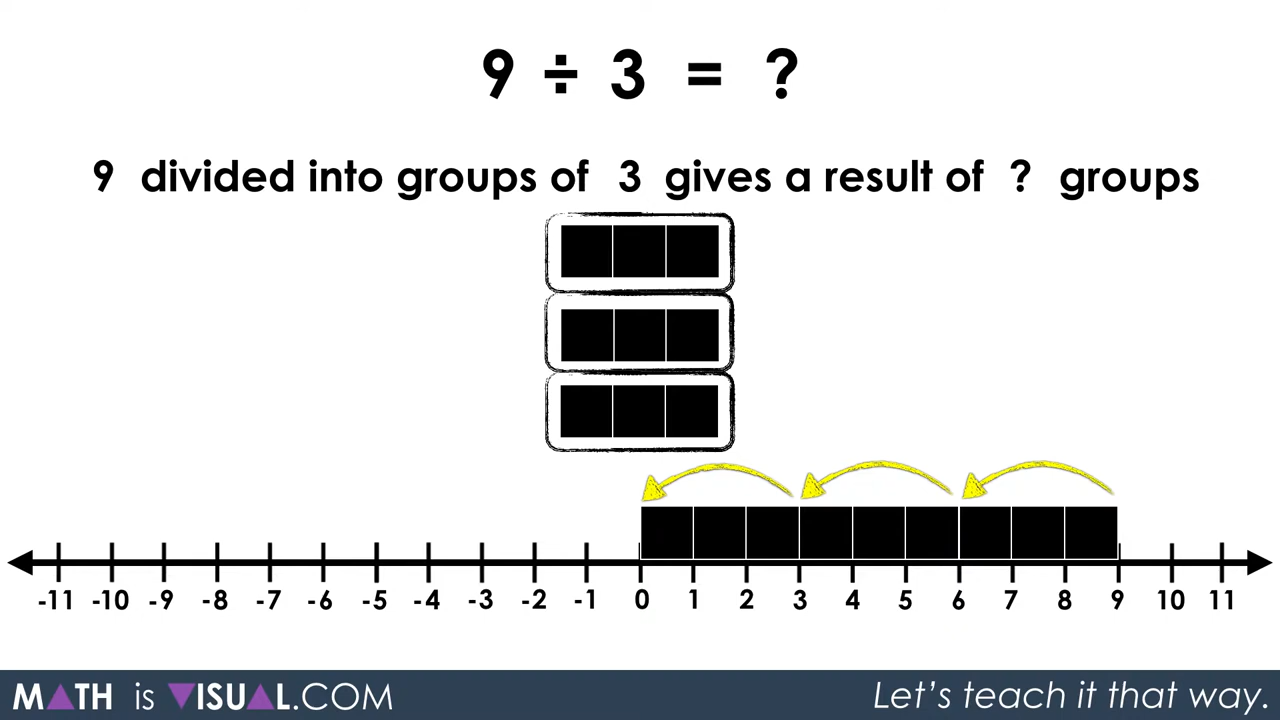 9 ÷ 3 = ?
9 divided into groups of 3 gives a result of ? groups
-11 -10 -9 -8 -7 -6 -5 -4 -3 -2 -1 0 1 2 3 4 5 6 7 8 9 10 11
MATH is VISUAL.COM
Let's teach it that way.